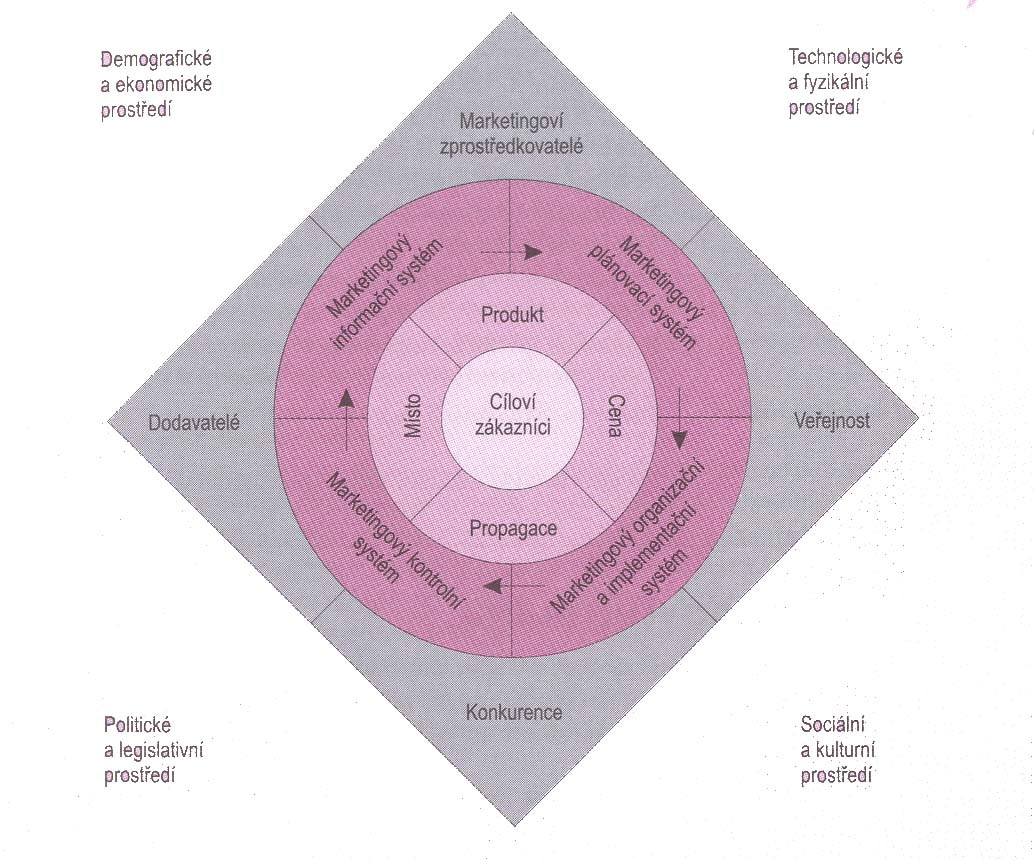 Demografické
a ekonomické
prostředí
Technologické
a fyzikální
prostředí
Marketingoví
zprostředkovatelé
Marketingový
informační systém
Marketingový
plánovací systém
Produkt
Místo
Cíloví
zákazníci
Cena
Dodavatelé
Veřejnost
Marketingový kontrolní
systém
Propagace
Marketingový organizační
a implementační
systém
Konkurence
Politické
a legislativní
prostředí
Sociální
a kulturní
prostředí